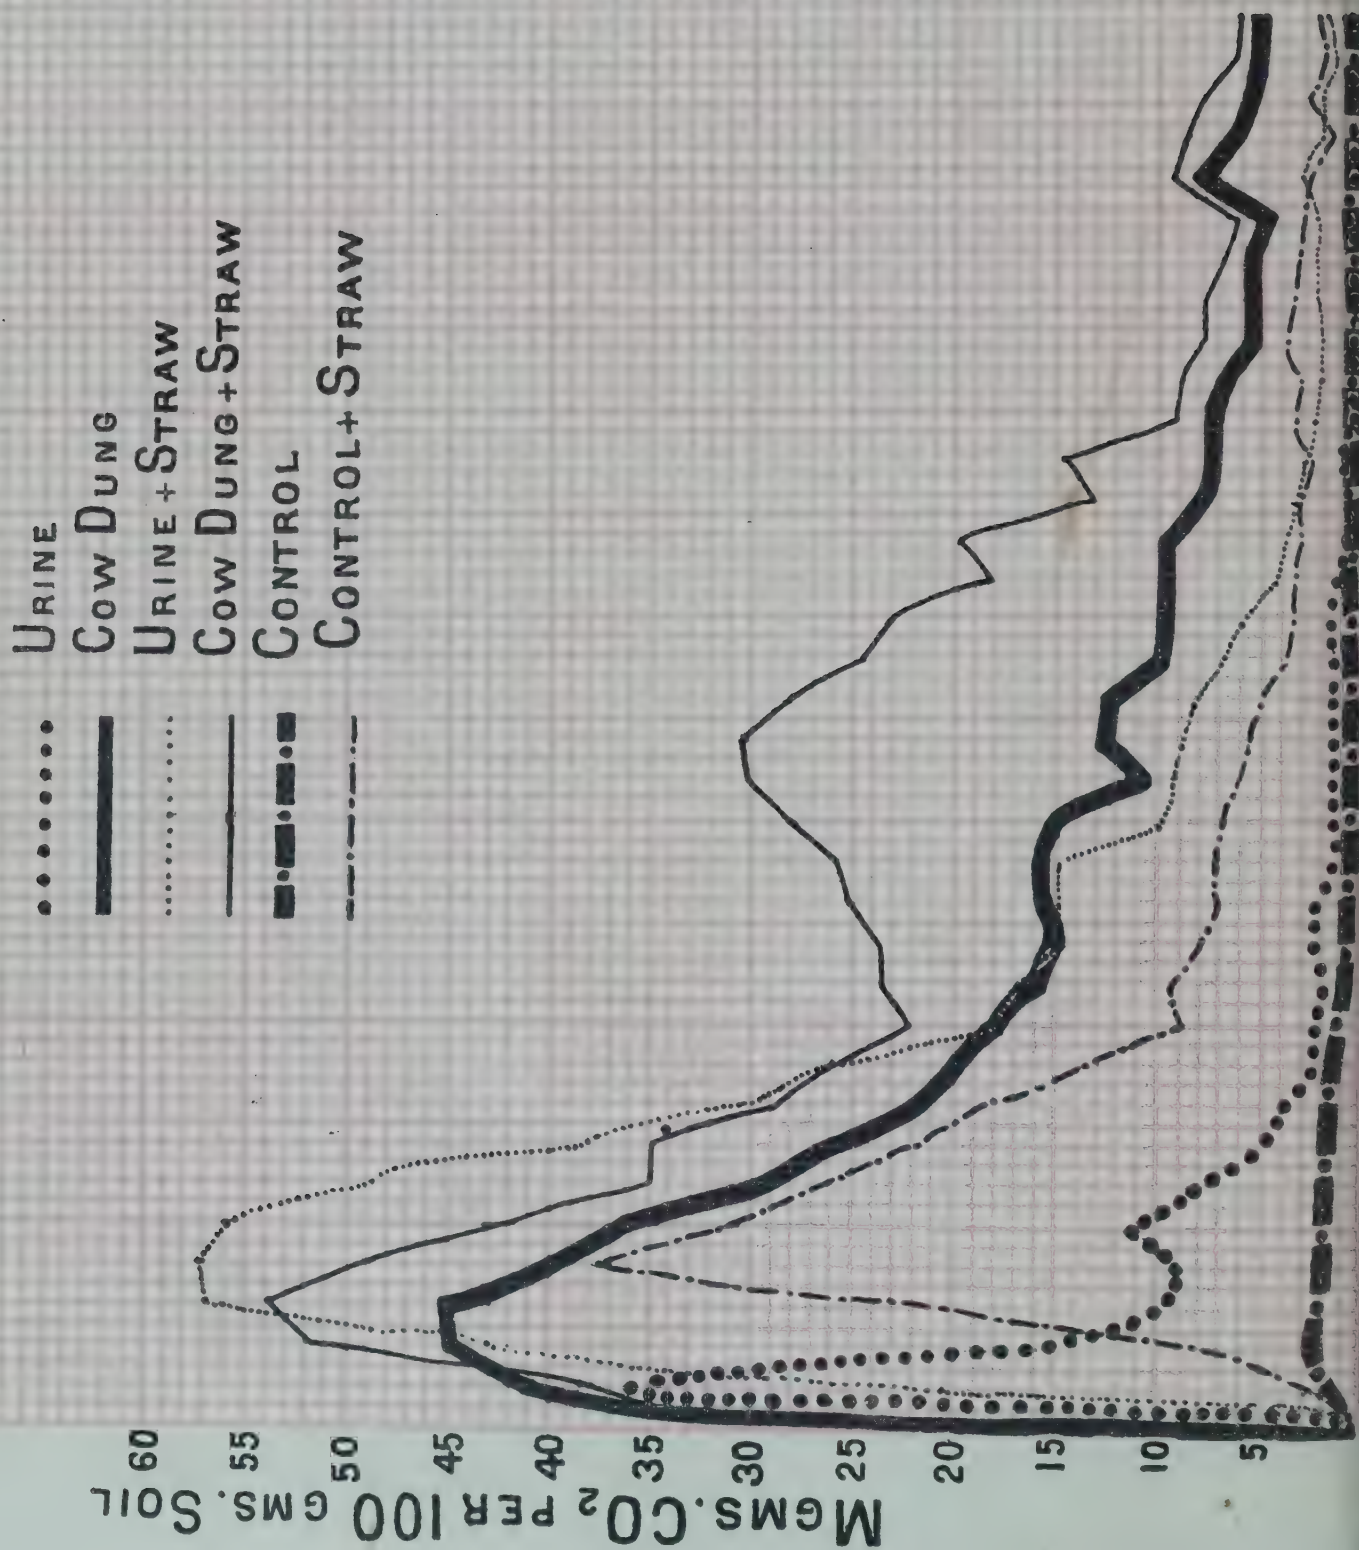 URINE
COW DUNG
URINE + STRAW
COW DUNG + STRAW
CONTROL
CONTROL + STRAW
MGMS. CO₂ PER 100 GMS. SOIL
60
55
50
45
40
35
30
25
20
15
10
5